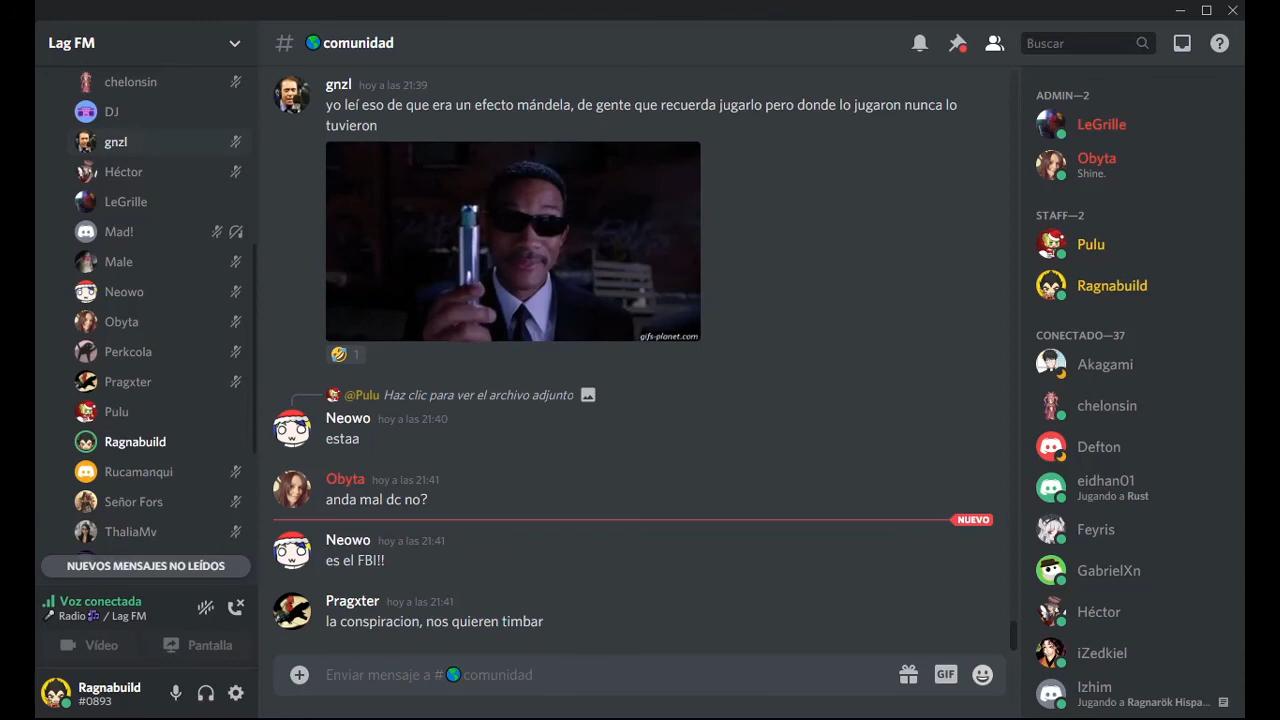 Lag FM
chelonsin
DJ
gnzl
Héctor
LeGrille
Mad!
Male
Neowo
Obyta
Perkcola
Pragxter
Pulu
Ragnabuild
Rucamanqui
Señor Fors
ThaliaMv
NUEVOS MENSAJES NO LEÍDOS
Voz conectada
Radio / Lag FM
Vídeo
Pantalla
Ragnabuild
#0893
# comunidad
Buscar
gnzl hoy a las 21:39
yo leí eso de que era un efecto mándela, de gente que recuerda jugarlo pero donde lo jugaron nunca lo
tuvieron
gifs-planet.com
1
@Pulu Haz clic para ver el archivo adjunto
Neowo hoy a las 21:40
estaa
Obyta hoy a las 21:41
anda mal dc no?
NUEVO
Neowo hoy a las 21:41
es el FBI!!
Pragxter hoy a las 21:41
la conspiracion, nos quieren timbar
Enviar mensaje a # comunidad
GIF
ADMIN—2
LeGrille
Obyta
Shine.
STAFF—2
Pulu
Ragnabuild
CONECTADO—37
Akagami
chelonsin
Defton
eidhan01
Jugando a Rust
Feyris
GabrielXn
Héctor
iZedkiel
Izhim
Jugando a Ragnarök Hispa...